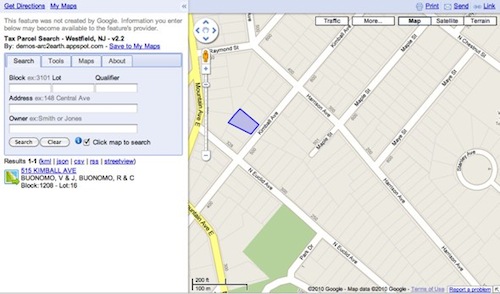 Get Directions My Maps
This feature was not created by Google. Information you enter
below may become available to the feature's provider.
Tax Parcel Search - Westfield, NJ - v2.2
By: demos-arc2earth.appspot.com - Save to My Maps
Search Tools Maps About
Block ex:3101 Lot Qualifier
Address ex:148 Central Ave
Owner ex:Smith or Jones
Search Clear Click map to search
Results 1-1 (kml | json | csv | rss | streetview)
515 KIMBALL AVE
BUONOMO, V & J, BUONOMO, R & C
Block:1208 - Lot:16
Print Send Link
Traffic More... Map Satellite Terrain
Raymond St
Kimball Ave
N Chestnut St
Maple St
Harrison Ave
Mountain Ave E
Maye St
Kimball Ave
Harrison Ave
Stanley Ave
N Euclid Ave
Maple St
Mountain Ave E
Park Dr
N Euclid Ave
Harrison Ave
200 ft
100 m
©2010 Google - Map data ©2010 Google - Terms of Use Report a problem